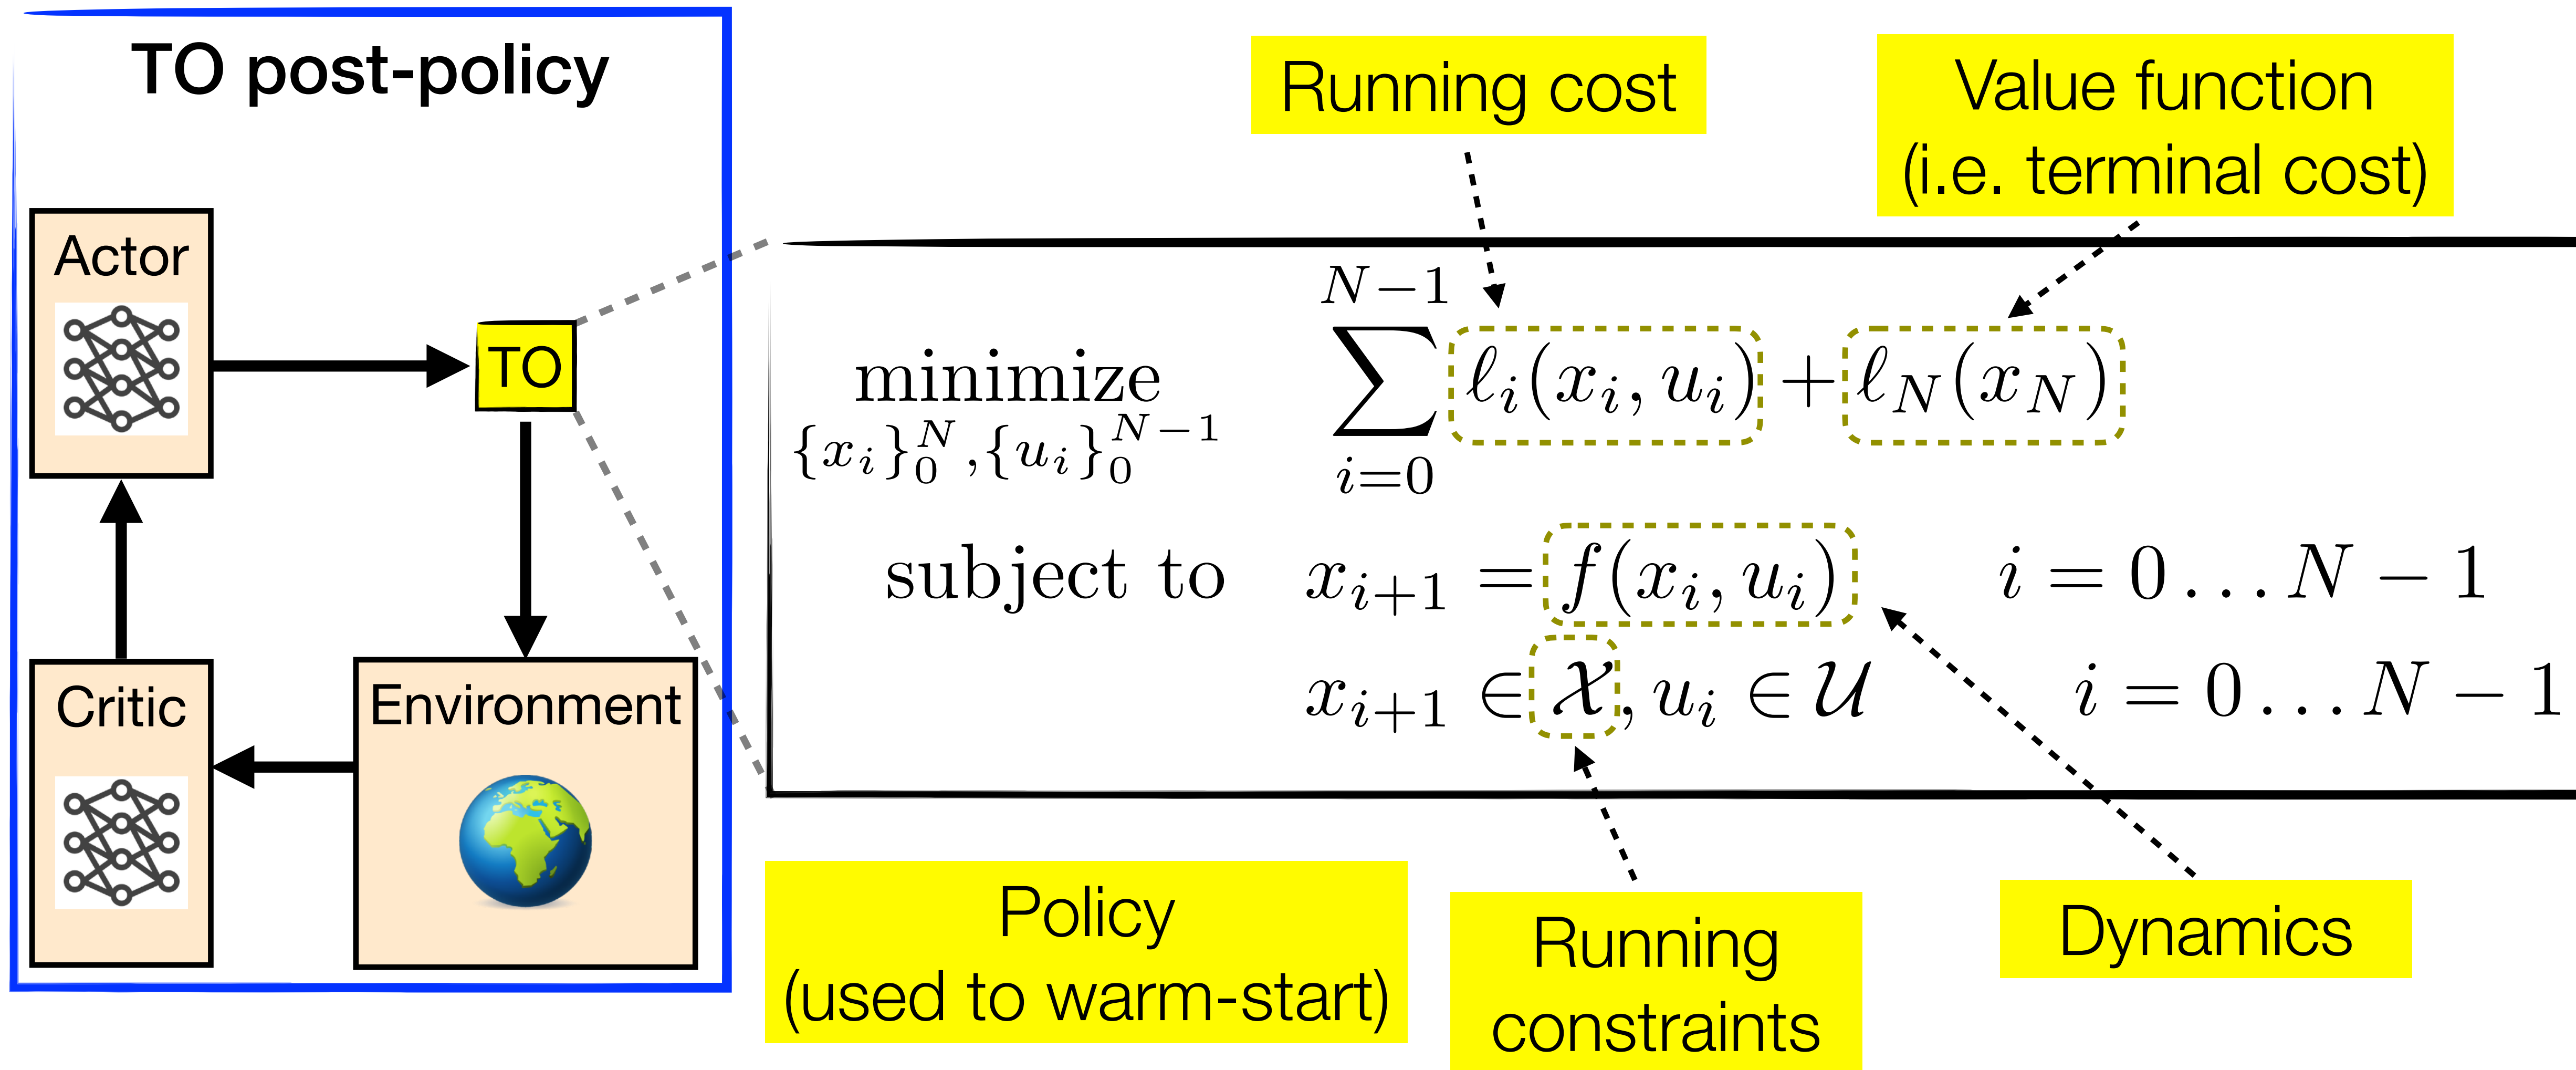 TO post-policy
Actor
TO
Critic
Environment
Running cost
Value function
(i.e. terminal cost)
minimize
{x_i}_0^N, {u_i}_0^{N−1}
∑_{i=0}^{N−1} ℓ_i(x_i, u_i) + ℓ_N(x_N)
subject to x_{i+1} = f(x_i, u_i) i = 0 … N − 1
x_{i+1} ∈ 𝒳, u_i ∈ 𝒰 i = 0 … N − 1
Policy
(used to warm-start)
Running
constraints
Dynamics